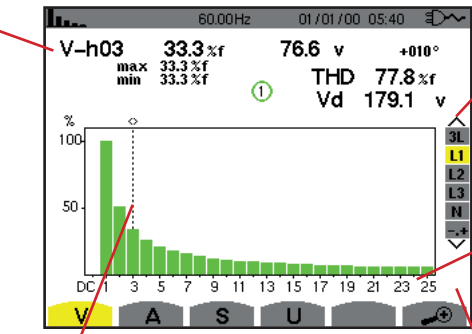 60.00Hz 01/01/00 05:40
V-h03 33.3 %f 76.6 v +010°
max 33.3 %f
min 33.3 %f
THD 77.8 %f
1
Vd 179.1 v
%
100
50
3L
L1
L2
L3
N
-.+
DC 1 3 5 7 9 11 13 15 17 19 21 23 25
V A S U